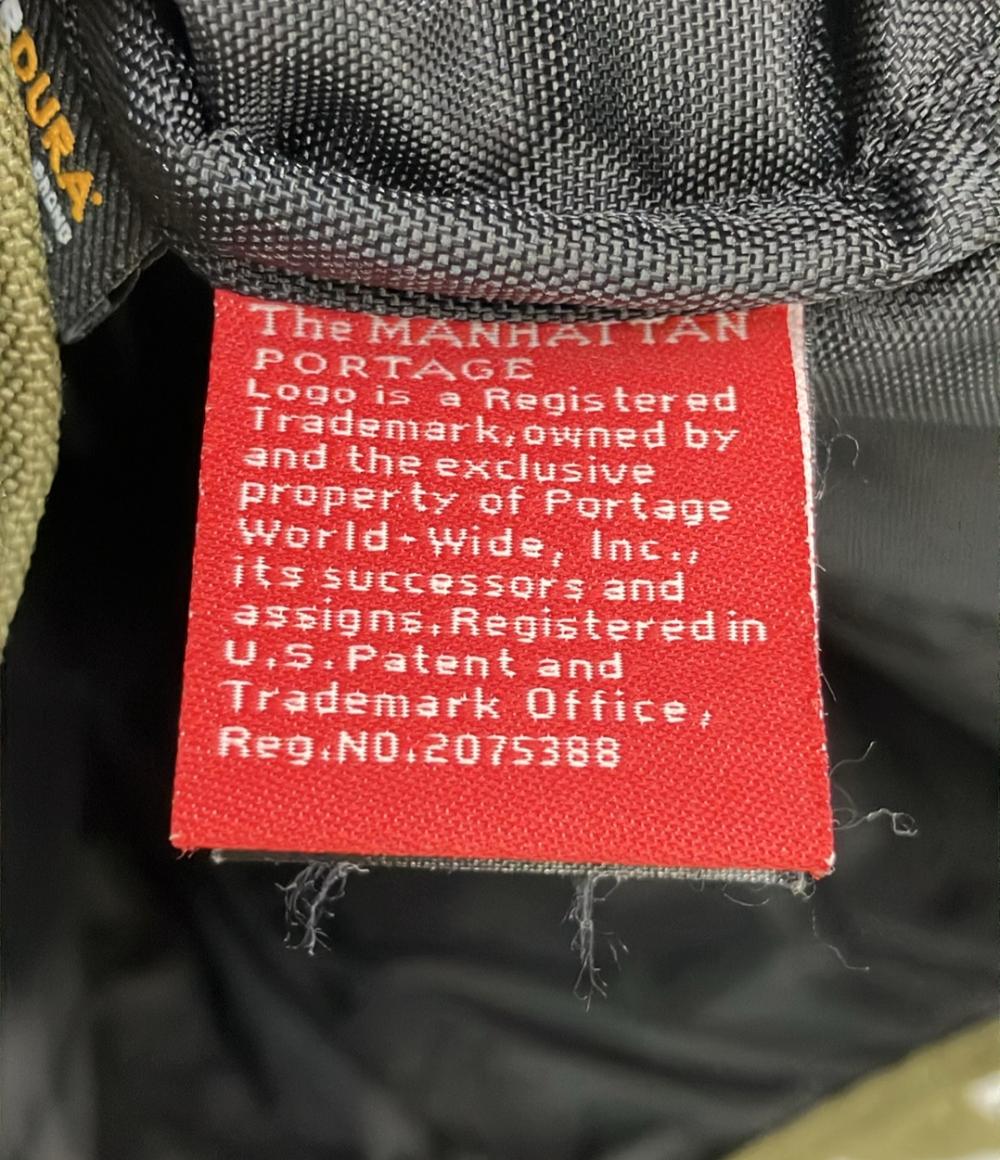 DURA
The MANHATTAN
PORTAGE
Logo is a Registered
Trademark, owned by
and the exclusive
property of Portage
World-Wide, Inc.,
its successors and
assigns. Registered in
U.S. Patent and
Trademark Office,
Reg.NO.2075388